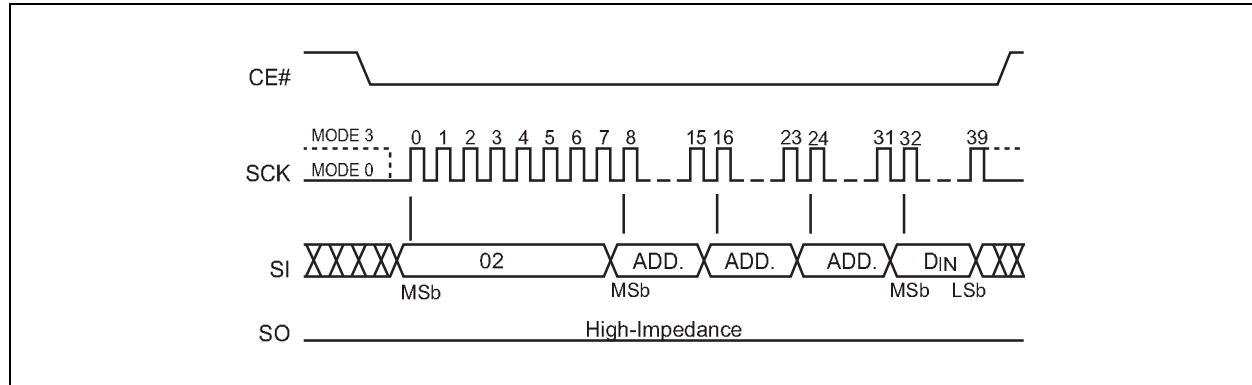 CE#
MODE 3
0 1 2 3 4 5 6 7 8 15 16 23 24 31 32 39
SCK
MODE 0
SI
02 ADD. ADD. ADD. DIN
MSb MSb MSb LSb
SO
High-Impedance